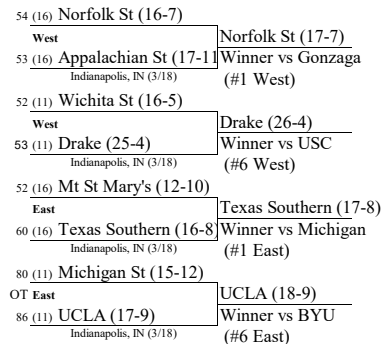 54 (16) Norfolk St (16-7)
West
Norfolk St (17-7)
53 (16) Appalachian St (17-11
Winner vs Gonzaga
Indianapolis, IN (3/18)
(#1 West)
52 (11) Wichita St (16-5)
West
Drake (26-4)
53 (11) Drake (25-4)
Winner vs USC
Indianapolis, IN (3/18)
(#6 West)
52 (16) Mt St Mary's (12-10)
East
Texas Southern (17-8)
60 (16) Texas Southern (16-8)
Winner vs Michigan
Indianapolis, IN (3/18)
(#1 East)
80 (11) Michigan St (15-12)
OT East
UCLA (18-9)
86 (11) UCLA (17-9)
Winner vs BYU
Indianapolis, IN (3/18)
(#6 East)